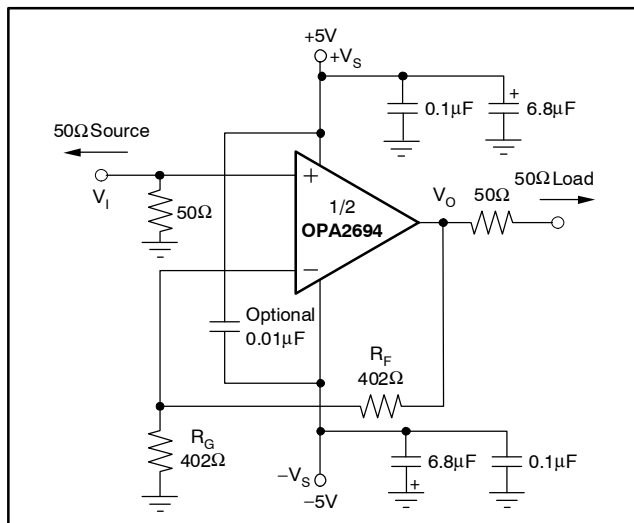 +5V
+V_S
0.1μF
6.8μF
+
50Ω Source
V_I
50Ω
+
1/2
OPA2694
−
V_O
50Ω
50Ω Load
Optional
0.01μF
R_F
402Ω
R_G
402Ω
−V_S
−5V
6.8μF
+
0.1μF